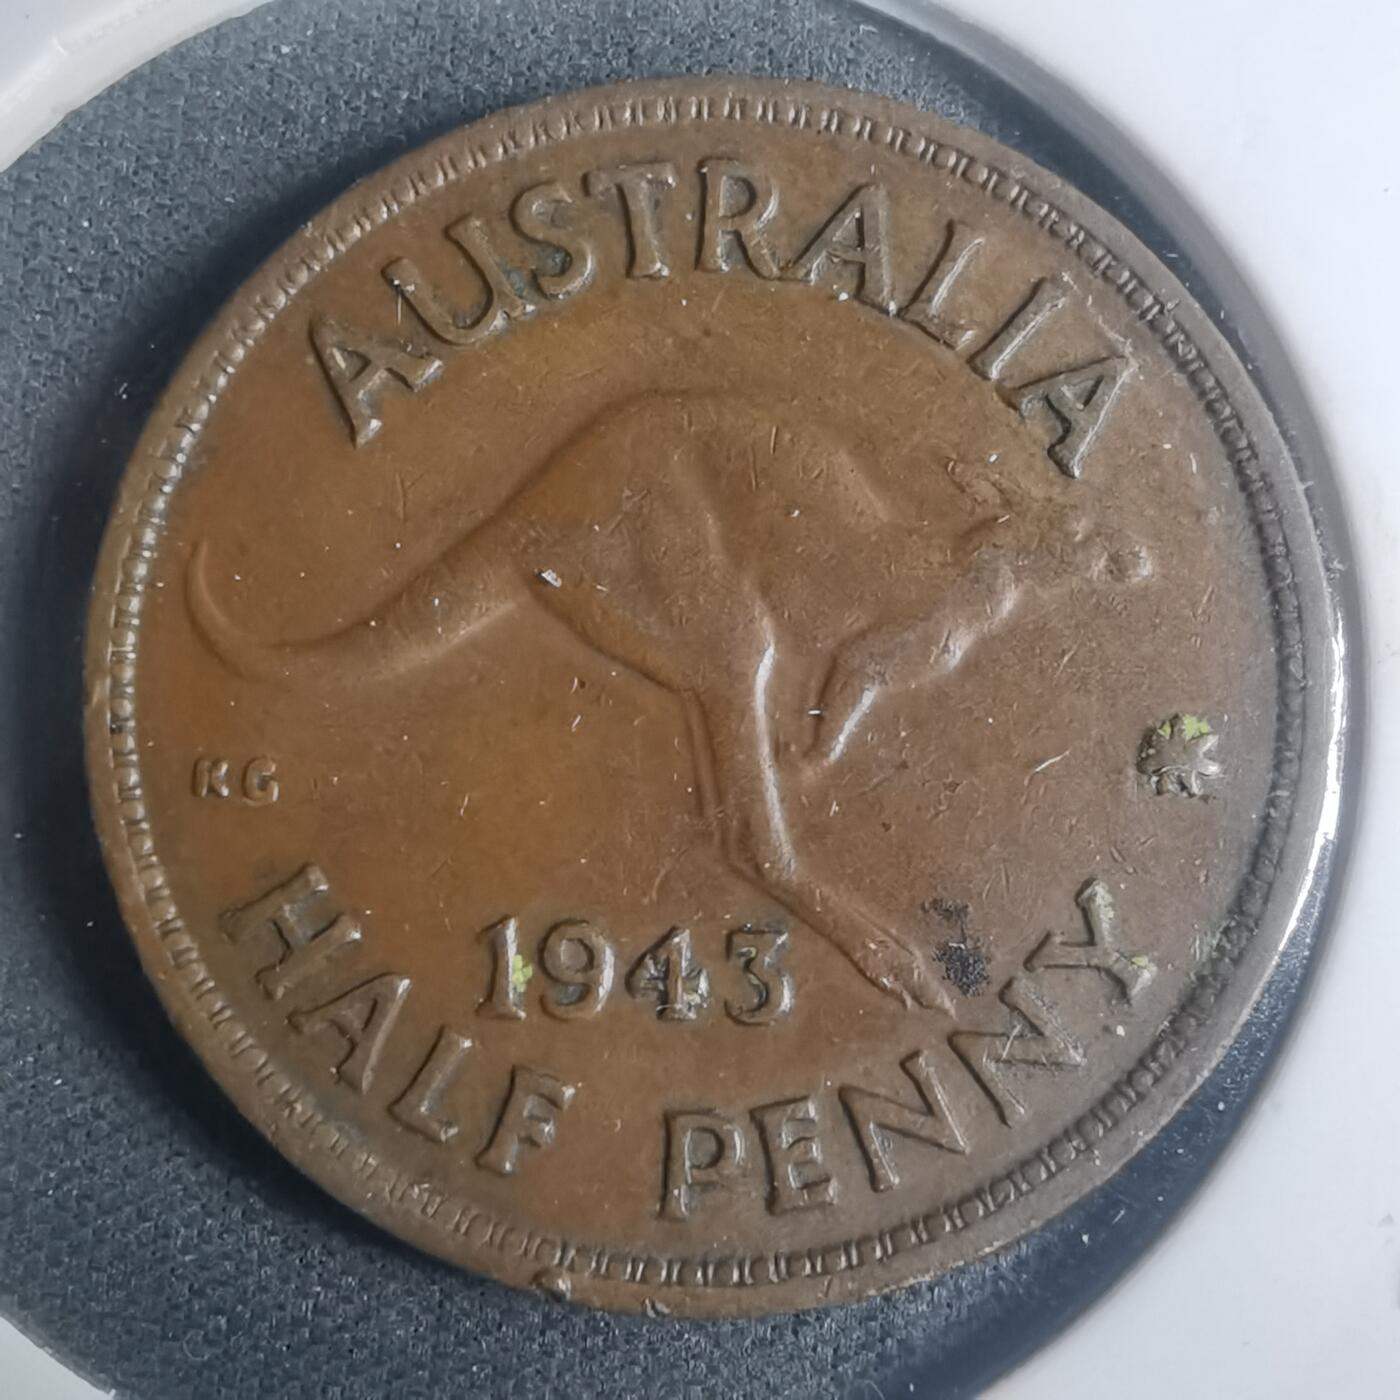 AUSTRALIA
KG
1943
HALF PENNY